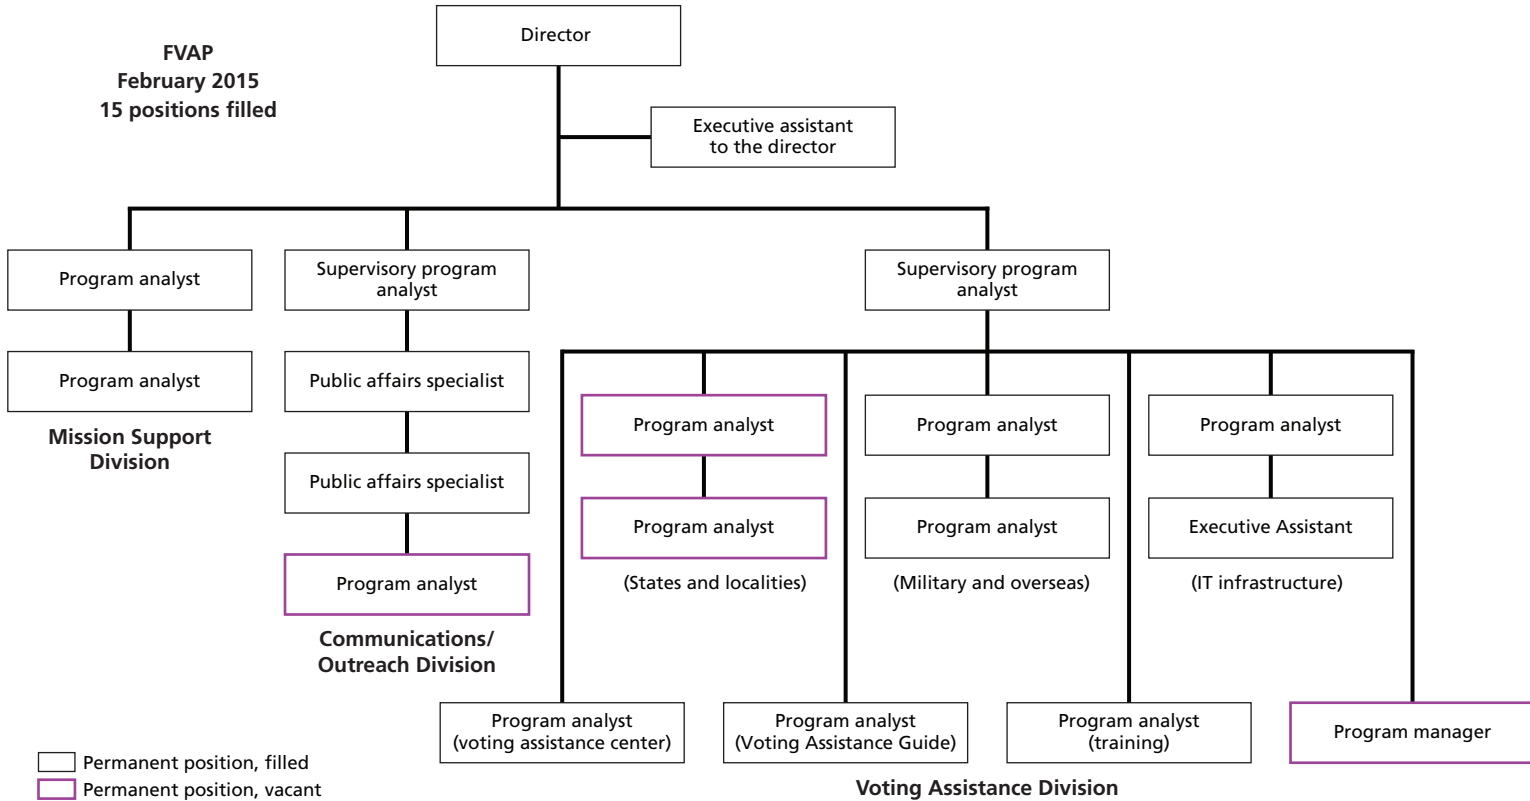 FVAP
February 2015
15 positions filled
Director
Executive assistant
to the director
Program analyst
Program analyst
Mission Support
Division
Supervisory program
analyst
Public affairs specialist
Public affairs specialist
Program analyst
Communications/
Outreach Division
Supervisory program
analyst
Program analyst
Program analyst
(States and localities)
Program analyst
Program analyst
(Military and overseas)
Program analyst
Executive Assistant
(IT infrastructure)
Program analyst
(voting assistance center)
Program analyst
(Voting Assistance Guide)
Program analyst
(training)
Program manager
Voting Assistance Division
Permanent position, filled
Permanent position, vacant